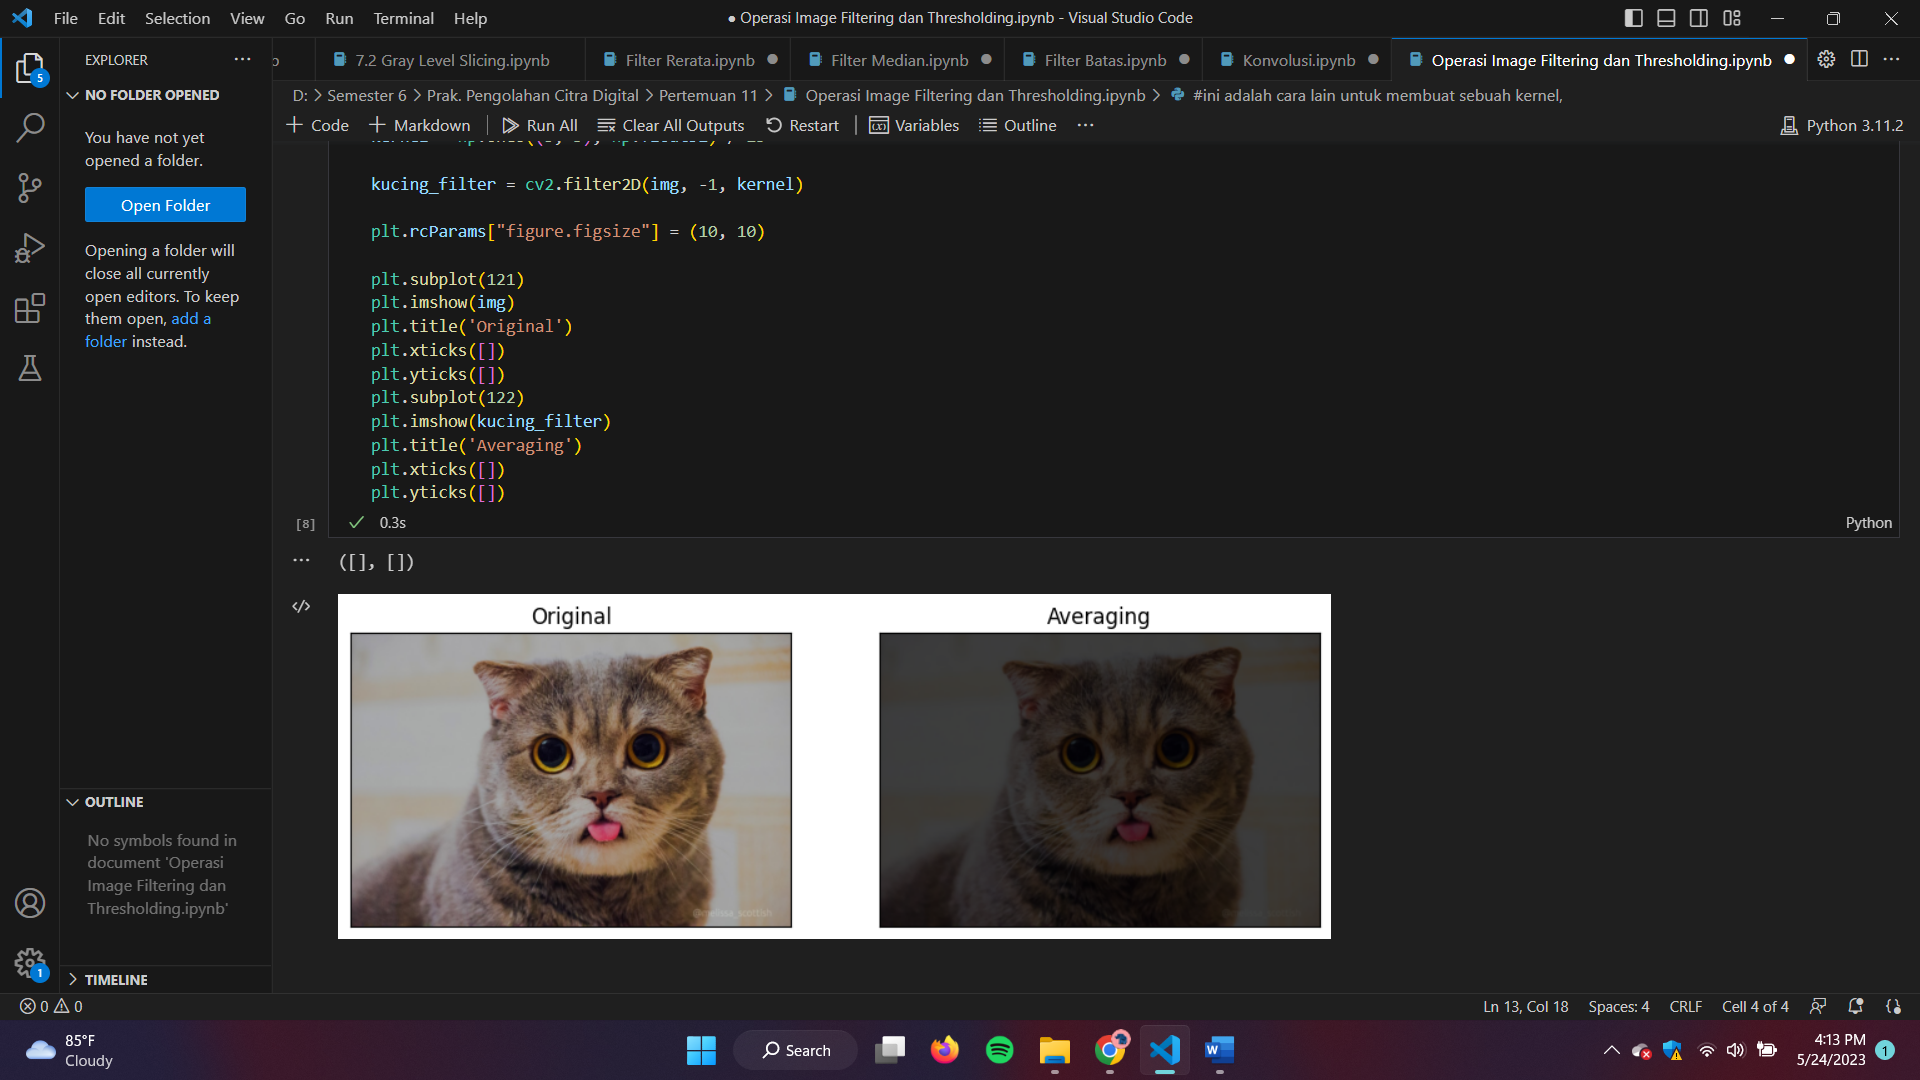 File Edit Selection View Go Run Terminal Help
● Operasi Image Filtering dan Thresholding.ipynb - Visual Studio Code
EXPLORER
7.2 Gray Level Slicing.ipynb
Filter Rerata.ipynb
Filter Median.ipynb
Filter Batas.ipynb
Konvolusi.ipynb
Operasi Image Filtering dan Thresholding.ipynb
D: > Semester 6 > Prak. Pengolahan Citra Digital > Pertemuan 11 > Operasi Image Filtering dan Thresholding.ipynb > #ini adalah cara lain untuk membuat sebuah kernel,
+ Code + Markdown Run All Clear All Outputs Restart Variables Outline ...
Python 3.11.2
5
NO FOLDER OPENED
You have not yet
opened a folder.
Open Folder
Opening a folder will
close all currently
open editors. To keep
them open, add a
folder instead.
OUTLINE
No symbols found in
document 'Operasi
Image Filtering dan
Thresholding.ipynb'
1
TIMELINE
kucing_filter = cv2.filter2D(img, -1, kernel)
plt.rcParams["figure.figsize"] = (10, 10)
plt.subplot(121)
plt.imshow(img)
plt.title('Original')
plt.xticks([])
plt.yticks([])
plt.subplot(122)
plt.imshow(kucing_filter)
plt.title('Averaging')
plt.xticks([])
plt.yticks([])
[8] 0.3s
Python
([], [])
Original
Averaging
@melissa_scottish
0 0
Ln 13, Col 18 Spaces: 4 CRLF Cell 4 of 4
85°F
Cloudy
Search
4:13 PM
5/24/2023
1